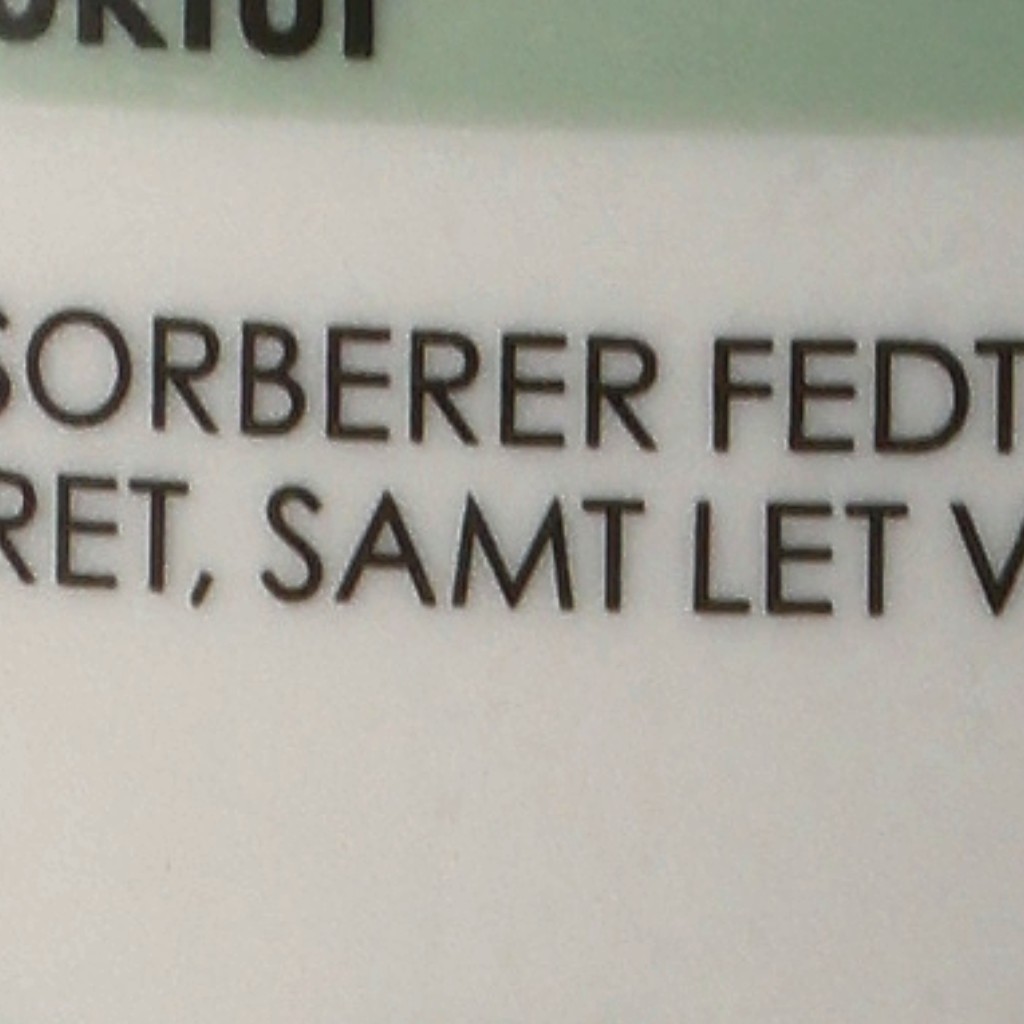 SORBERER FEDT
RET, SAMT LET V